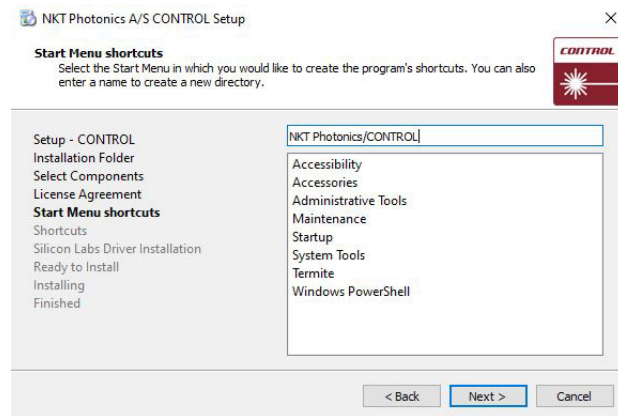 NKT Photonics A/S CONTROL Setup
Start Menu shortcuts
Select the Start Menu in which you would like to create the program's shortcuts. You can also
enter a name to create a new directory.
CONTROL
Setup - CONTROL
Installation Folder
Select Components
License Agreement
Start Menu shortcuts
Shortcuts
Silicon Labs Driver Installation
Ready to Install
Installing
Finished
NKT Photonics/CONTROL
Accessibility
Accessories
Administrative Tools
Maintenance
Startup
System Tools
Termite
Windows PowerShell
< Back
Next >
Cancel